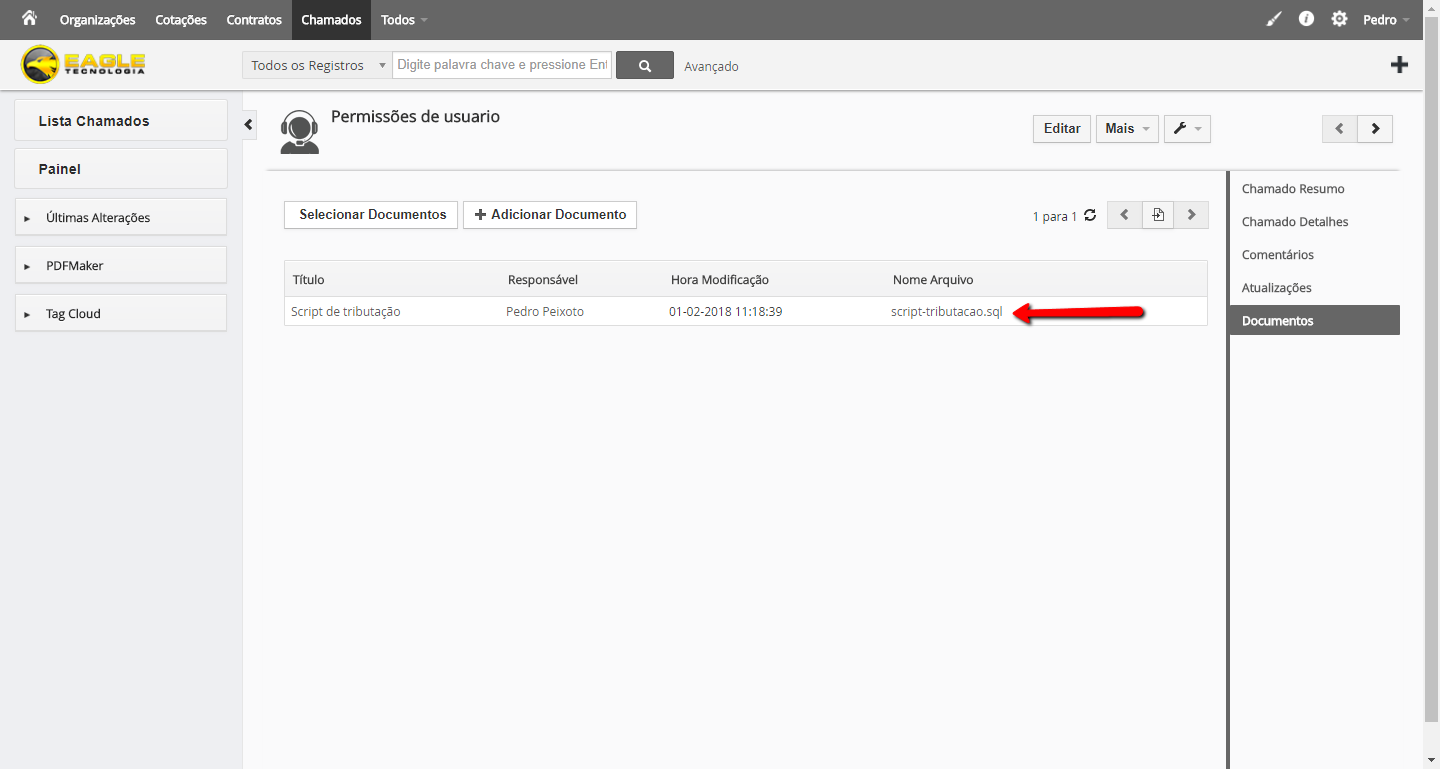 Organizações Cotações Contratos Chamados Todos Pedro
EAGLE
TECNOLOGIA
Todos os Registros Digite palavra chave e pressione Ent Avançado
Lista Chamados
Painel
Últimas Alterações
PDFMaker
Tag Cloud
Permissões de usuario
Editar Mais
Selecionar Documentos Adicionar Documento 1 para 1
Título Responsável Hora Modificação Nome Arquivo
Script de tributação Pedro Peixoto 01-02-2018 11:18:39 script-tributacao.sql
Chamado Resumo
Chamado Detalhes
Comentários
Atualizações
Documentos